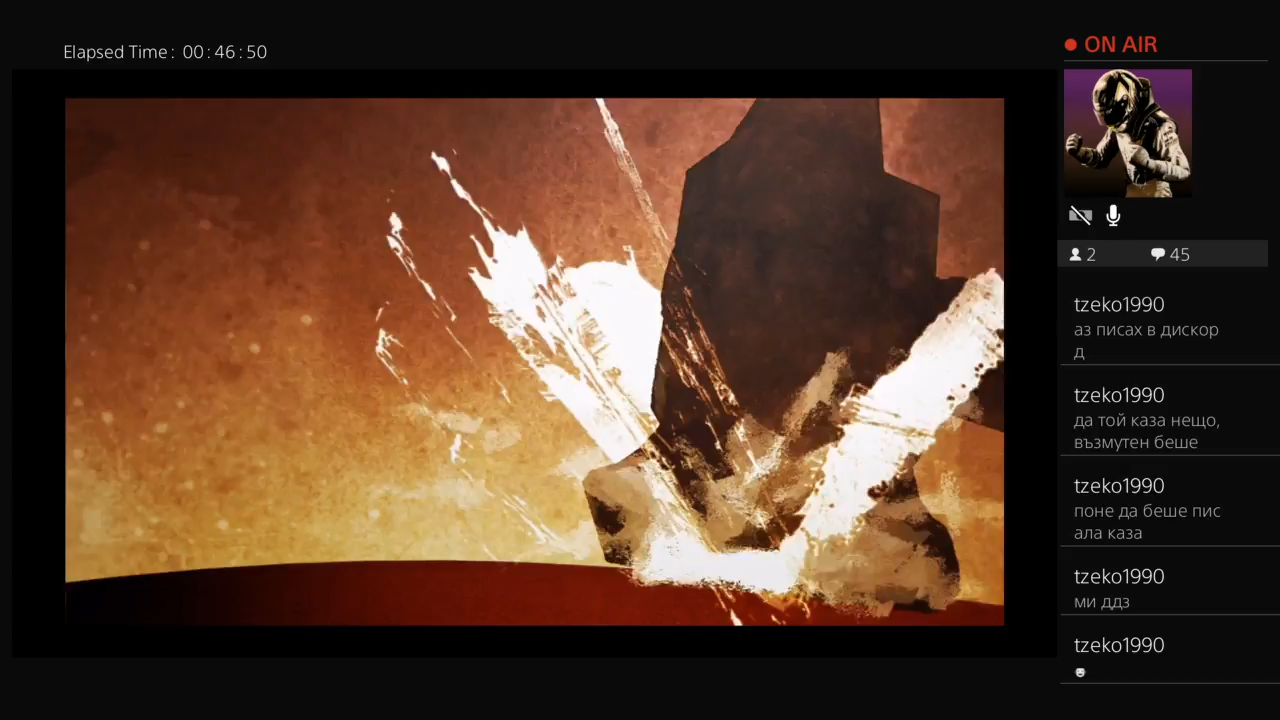 Elapsed Time: 00:46:50
ON AIR
2 45
tzeko1990
аз писах в дискор
д
tzeko1990
да той каза нещо,
възмутен беше
tzeko1990
поне да беше пис
ала каза
tzeko1990
ми ддз
tzeko1990